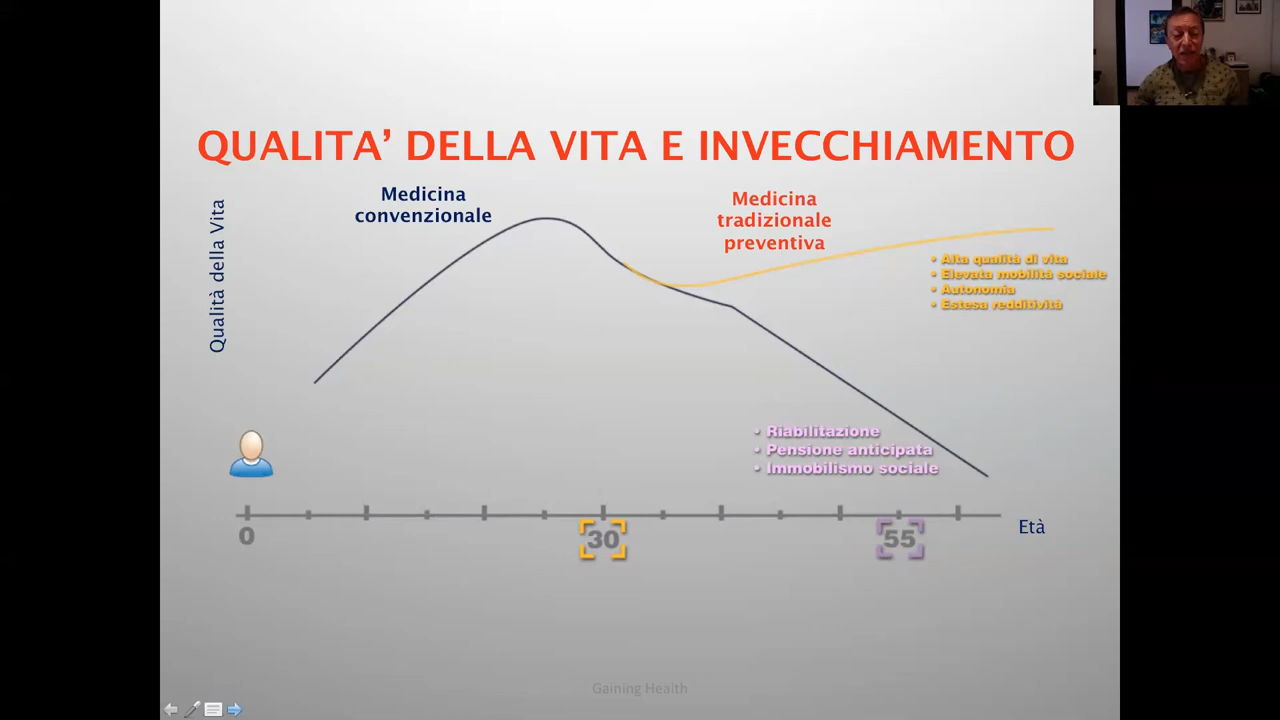 QUALITA’ DELLA VITA E INVECCHIAMENTO
Medicina
convenzionale
Medicina
tradizionale
preventiva
Qualità della Vita
• Alta qualità di vita
• Elevata mobilità sociale
• Autonomia
• Estesa redditività
• Riabilitazione
• Pensione anticipata
• Immobilismo sociale
0
30
55
Età
Gaining Health